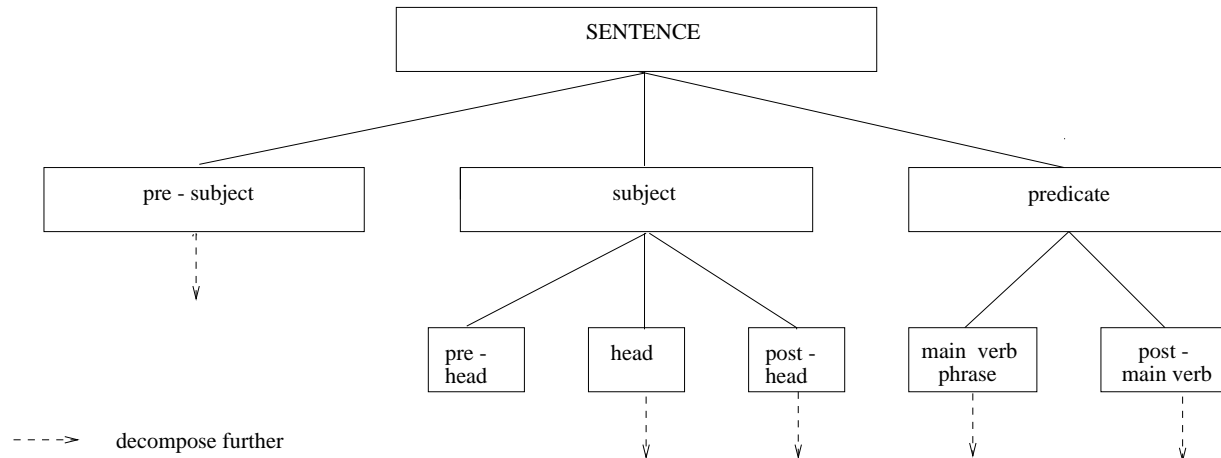 SENTENCE
pre - subject
subject
predicate
pre -
head
head
post -
head
main verb
phrase
post -
main verb
decompose further